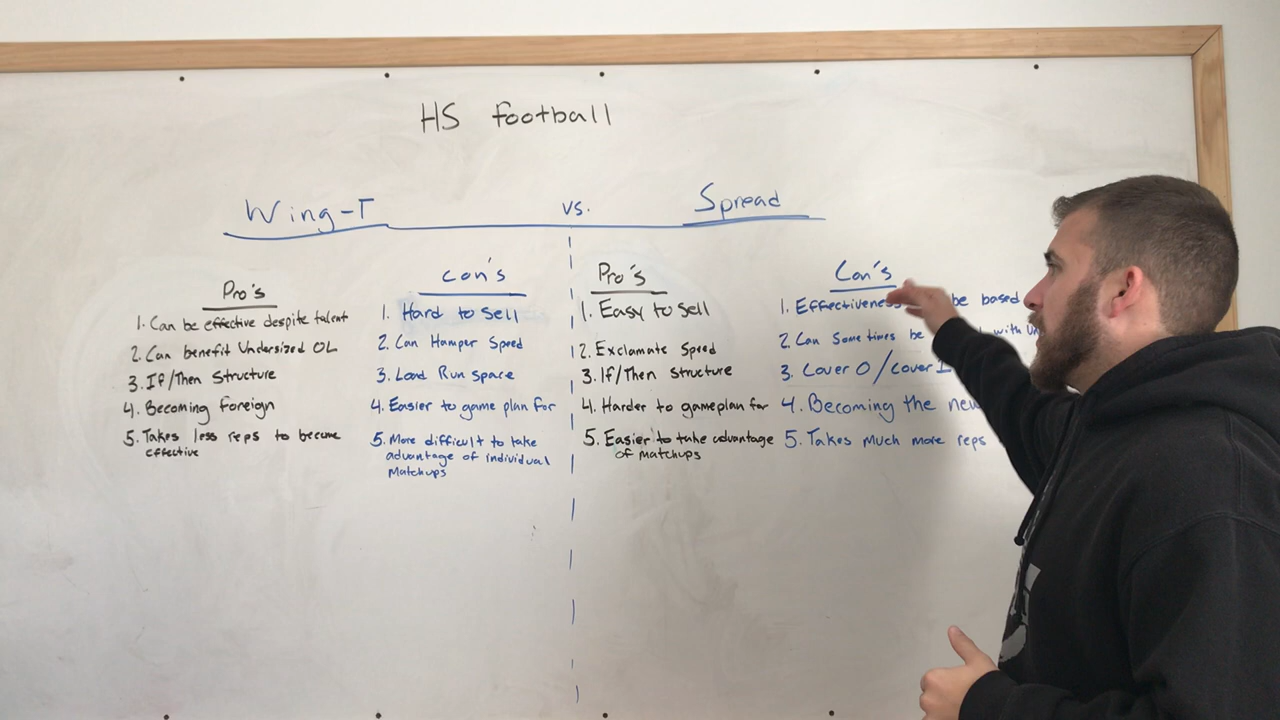 HS football
Wing-T vs. Spread
Pro's
1. Can be effective despite talent
2. Can benefit Undersized OL
3. If/Then Structure
4. Becoming foreign
5. Takes less reps to become
effective
Con's
1. Hard to sell
2. Can Hamper Speed
3. Load Run space
4. Easier to game plan for
5. More difficult to take
advantage of individual
Matchups
Pro's
1. Easy to sell
2. Exclamate Speed
3. If/Then Structure
4. Harder to gameplan for
5. Easier to take advantage
of matchups
Con's
1. Effectiveness be based
2. Can Some times be with
3. Cover 0/Cover 1
4. Becoming the new
5. Takes much more reps